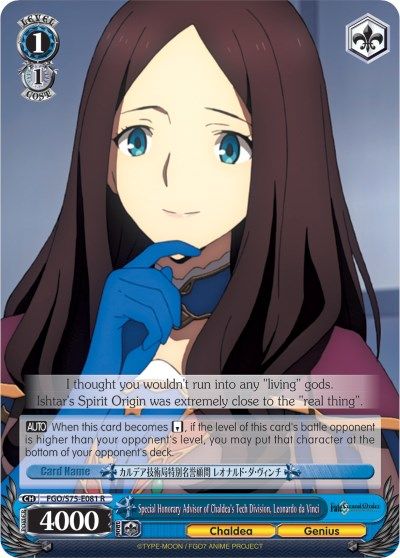 LEVEL
1
1
COST
I thought you wouldn't run into any "living" gods.
Ishtar's Spirit Origin was extremely close to the "real thing".
AUTO When this card becomes, if the level of this card's battle opponent
is higher than your opponent's level, you may put that character at the
bottom of your opponent's deck.
Card Name カルデア技術局特別名誉顧問 レオナルド・ダ・ヴィンチ
CH FGO/S75-E081 R
Special Honorary Advisor of Chaldea's Tech Division, Leonardo da Vinci
4000
Chaldea
Genius
©TYPE-MOON / FGO7 ANIME PROJECT